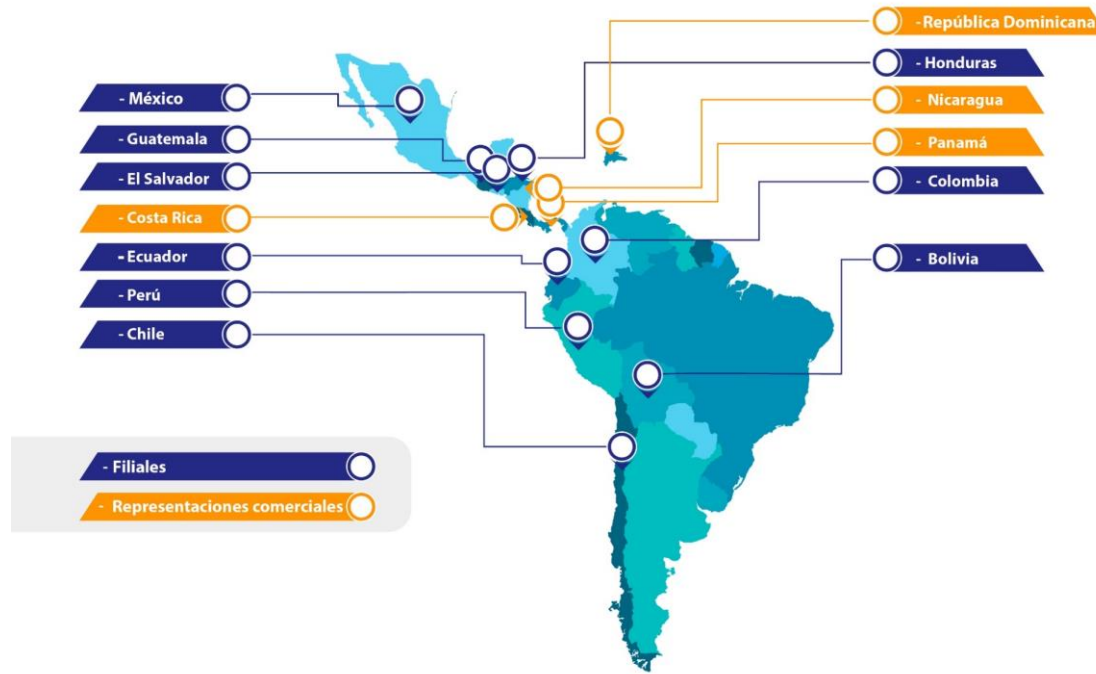 - México
- Guatemala
- El Salvador
- Costa Rica
- Ecuador
- Perú
- Chile
- República Dominicana
- Honduras
- Nicaragua
- Panamá
- Colombia
- Bolivia
- Filiales
- Representaciones comerciales